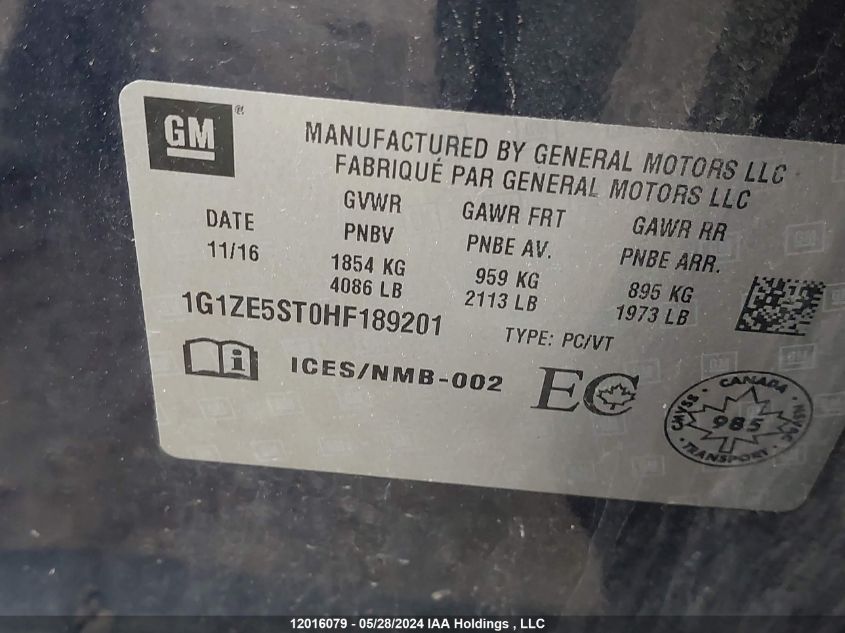 GM®
MANUFACTURED BY GENERAL MOTORS LLC
FABRIQUÉ PAR GENERAL MOTORS LLC
DATE GVWR GAWR FRT GAWR RR
PNBV PNBE AV. PNBE ARR.
11/16 1854 KG 959 KG 895 KG
4086 LB 2113 LB 1973 LB
1G1ZE5ST0HF189201 TYPE: PC/VT
i ICES/NMB-002 EC
CANADA
CMVSS 985 NSVAC
TRANSPORT
12016079 - 05/28/2024 IAA Holdings , LLC